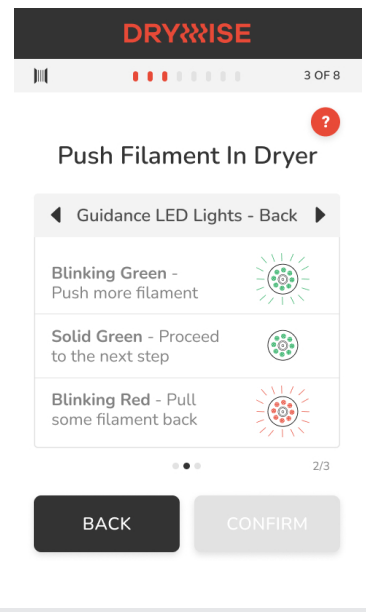 DRYWISE
3 OF 8
?
Push Filament In Dryer
Guidance LED Lights - Back
Blinking Green -
Push more filament
Solid Green - Proceed
to the next step
Blinking Red - Pull
some filament back
2/3
BACK
CONFIRM